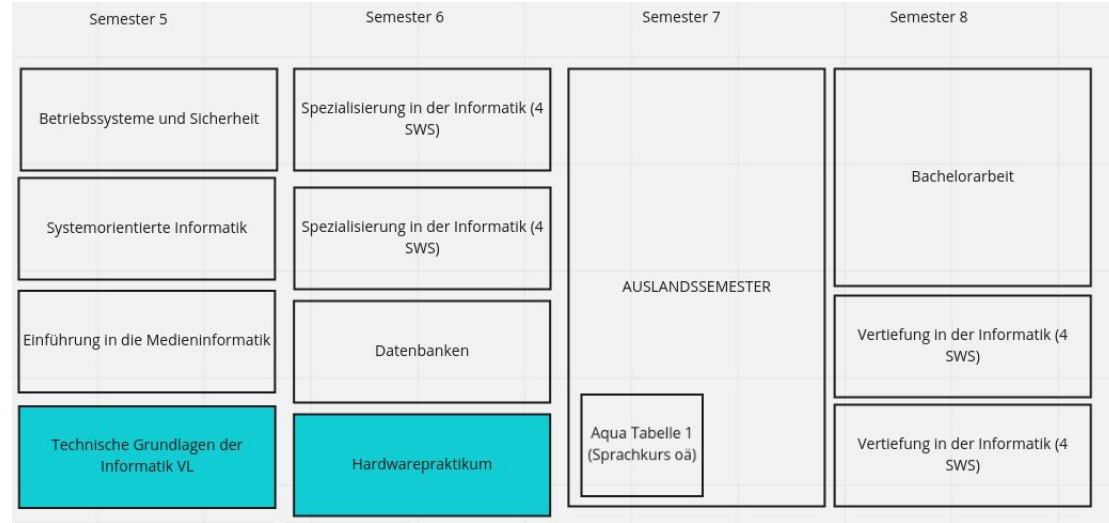 Semester 5
Semester 6
Semester 7
Semester 8
Betriebssysteme und Sicherheit
Systemorientierte Informatik
Einführung in die Medieninformatik
Technische Grundlagen der
Informatik VL
Spezialisierung in der Informatik (4
SWS)
Spezialisierung in der Informatik (4
SWS)
Datenbanken
Hardwarepraktikum
AUSLANDSSEMESTER
Aqua Tabelle 1
(Sprachkurs oä)
Bachelorarbeit
Vertiefung in der Informatik (4
SWS)
Vertiefung in der Informatik (4
SWS)